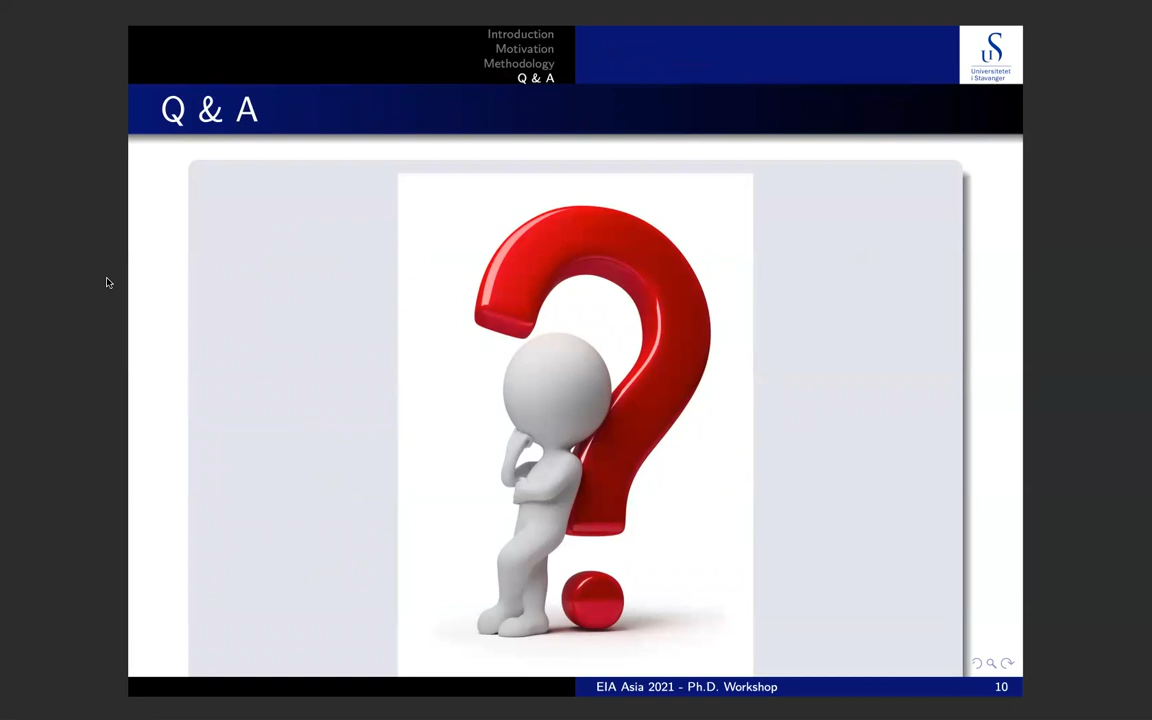 Introduction
Motivation
Methodology
Q & A
Universitetet
i Stavanger
Q & A
EIA Asia 2021 - Ph.D. Workshop
10